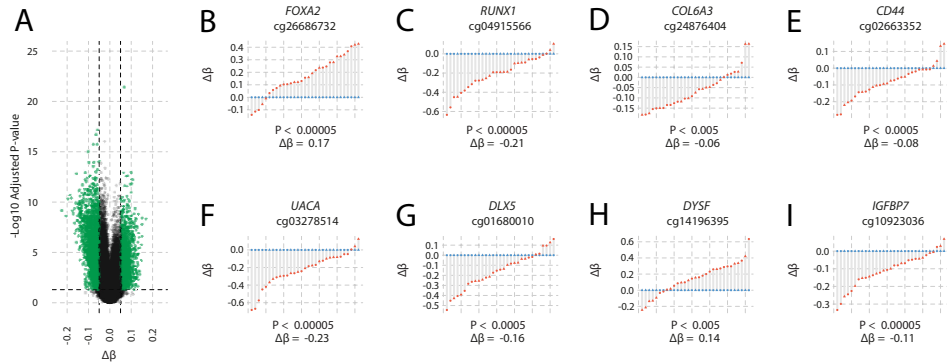 A
-Log10 Adjusted P-value
25
20
15
10
5
0
-0.2
-0.1
0.0
0.1
0.2
Δβ
B
FOXA2
cg26686732
Δβ
0.4
0.3
0.2
0.1
0.0
-0.1
P < 0.00005
Δβ = 0.17
C
RUNX1
cg04915566
Δβ
0.0
-0.2
-0.4
-0.6
P < 0.00005
Δβ = -0.21
D
COL6A3
cg24876404
Δβ
0.15
0.10
0.05
0.00
-0.05
-0.10
-0.15
P < 0.005
Δβ = -0.06
E
CD44
cg02663352
Δβ
0.1
0.0
-0.1
-0.2
P < 0.0005
Δβ = -0.08
F
UACA
cg03278514
Δβ
0.0
-0.2
-0.4
-0.6
P < 0.00005
Δβ = -0.23
G
DLX5
cg01680010
Δβ
0.1
0.0
-0.1
-0.2
-0.3
-0.4
-0.5
P < 0.0005
Δβ = -0.16
H
DYSF
cg14196395
Δβ
0.6
0.4
0.2
0.0
-0.2
P < 0.005
Δβ = 0.14
I
IGFBP7
cg10923036
Δβ
0.0
-0.1
-0.2
-0.3
P < 0.00005
Δβ = -0.11